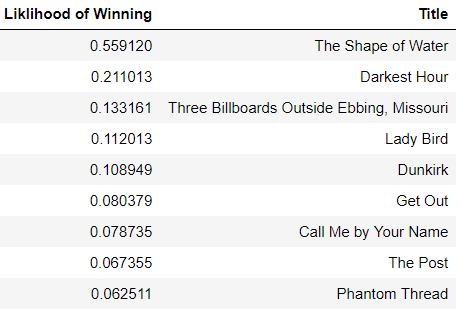 Liklihood of Winning Title
0.559120 The Shape of Water
0.211013 Darkest Hour
0.133161 Three Billboards Outside Ebbing, Missouri
0.112013 Lady Bird
0.108949 Dunkirk
0.080379 Get Out
0.078735 Call Me by Your Name
0.067355 The Post
0.062511 Phantom Thread